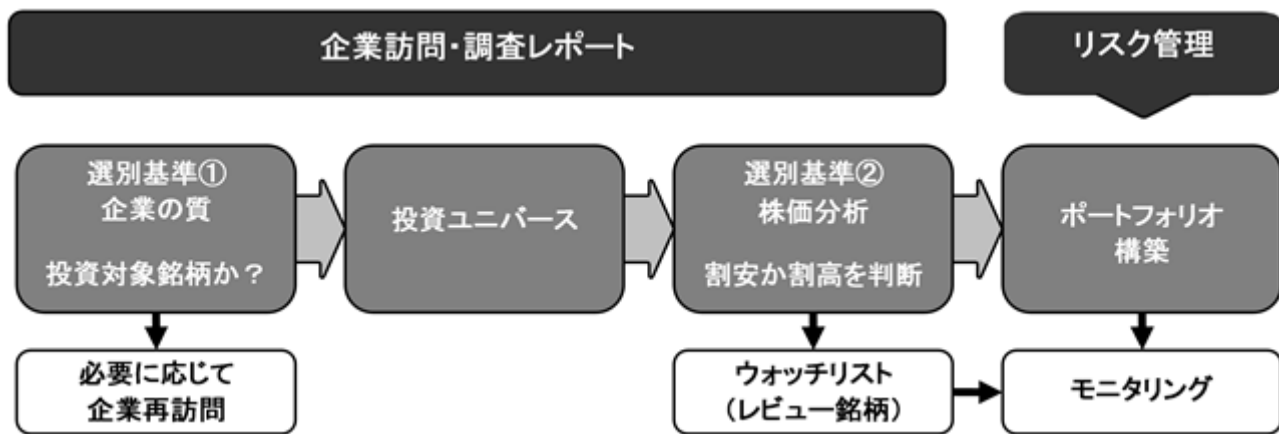 企業訪問・調査レポート
リスク管理
選別基準①
企業の質
投資対象銘柄か？
投資ユニバース
選別基準②
株価分析
割安か割高を判断
ポートフォリオ
構築
必要に応じて
企業再訪問
ウォッチリスト
（レビュー銘柄）
モニタリング